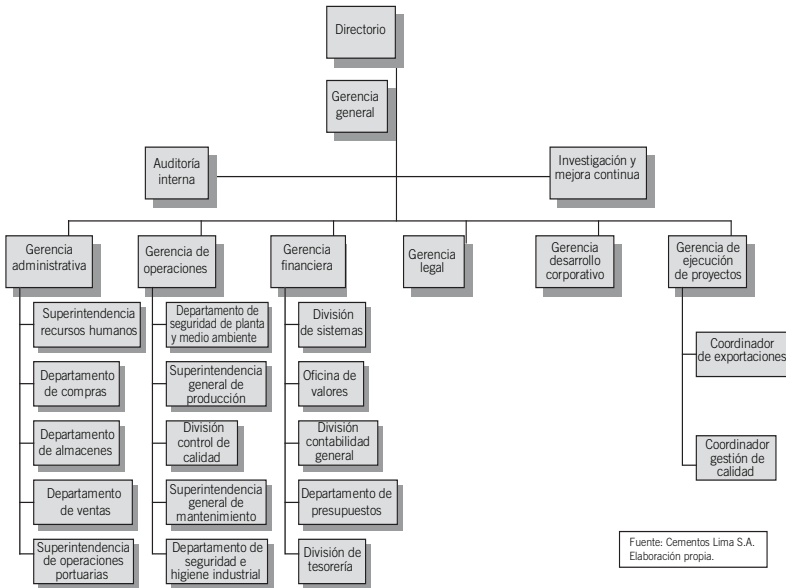 Directorio
Gerencia
general
Auditoría
interna
Investigación y
mejora continua
Gerencia
administrativa
Gerencia de
operaciones
Gerencia
financiera
Gerencia
legal
Gerencia
desarrollo
corporativo
Gerencia de
ejecución
de proyectos
Superintendencia
recursos humanos
Departamento
de compras
Departamento
de almacenes
Departamento
de ventas
Superintendencia
de operaciones
portuarias
Departamento de
seguridad de planta
y medio ambiente
Superintendencia
general de
producción
División
control de
calidad
Superintendencia
general de
mantenimiento
Departamento de
seguridad e
higiene industrial
División
de sistemas
Oficina de
valores
División
contabilidad
general
Departamento de
presupuestos
División de
tesorería
Coordinador
de exportaciones
Coordinador
gestión de
calidad
Fuente: Cementos Lima S.A.
Elaboración propia.